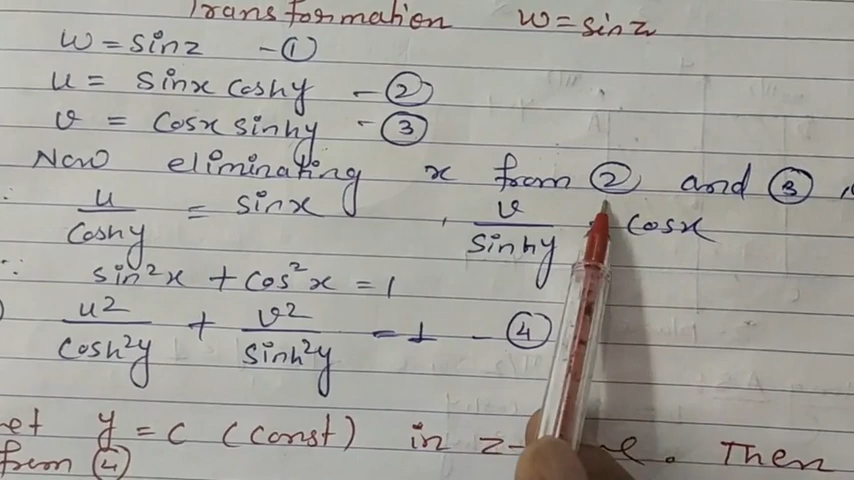 Transformation w = sinz
w = sinz - ①
u = sinx coshy - ②
v = cosx sinhy - ③
Now eliminating x from ② and ③
∴ u/coshy = sinx , v/sinhy = cosx
∵ sin²x + cos²x = 1
u²/cosh²y + v²/sinh²y = 1 - ④
y = c (const) in z- . Then
from ④